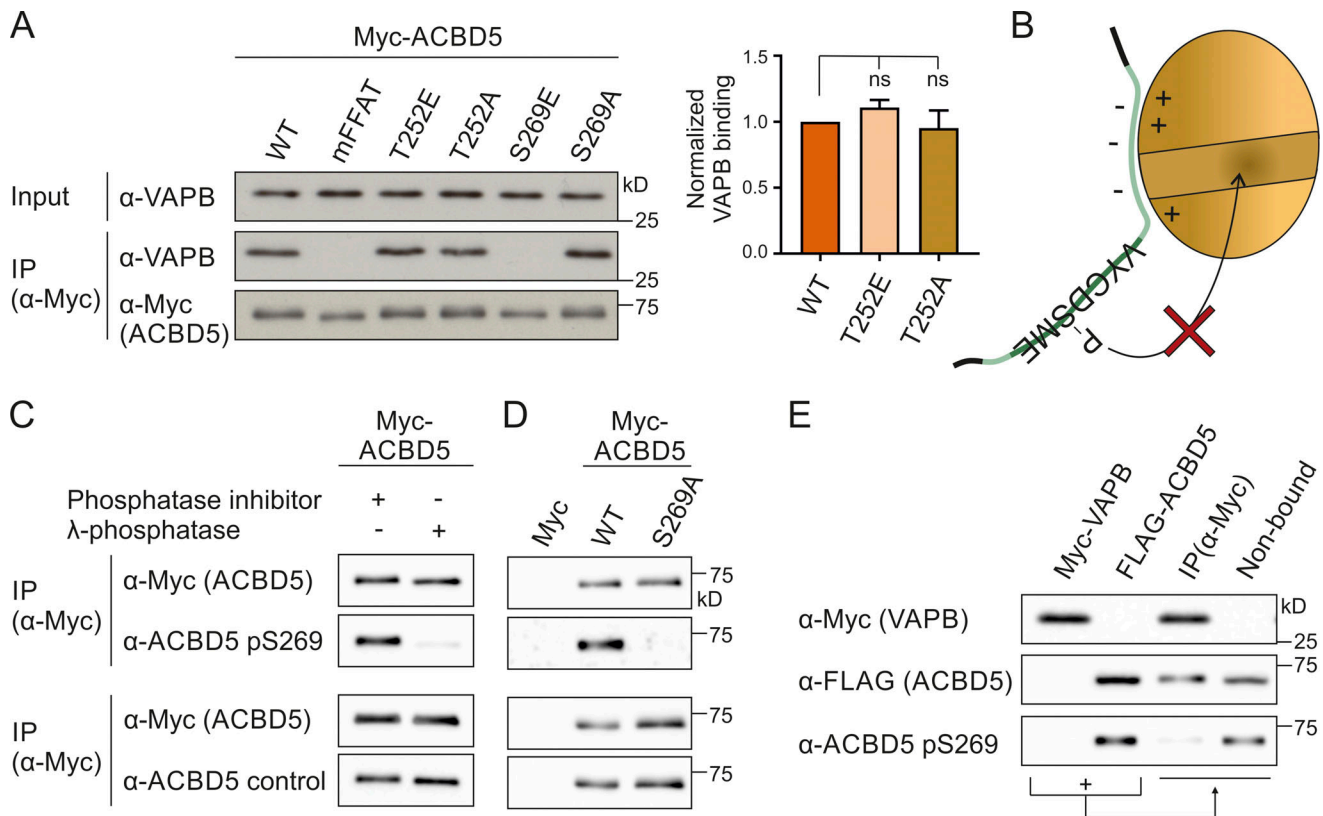 A
Myc-ACBD5
WT mFFAT T252E T252A S269E S269A
Input α-VAPB kD
25
IP (α-Myc) α-VAPB
25
α-Myc (ACBD5) 75
Normalized VAPB binding
1.5
1.0
0.5
0.0
ns ns
WT T252E T252A
B
- + +
-
- +
VYCDSME
P
C
Myc-ACBD5
Phosphatase inhibitor + -
λ-phosphatase - +
IP (α-Myc) α-Myc (ACBD5)
α-ACBD5 pS269
IP (α-Myc) α-Myc (ACBD5)
α-ACBD5 control
D
Myc-ACBD5
Myc WT S269A
75
kD
75
75
75
E
Myc-VAPB FLAG-ACBD5 IP(α-Myc) Non-bound
α-Myc (VAPB) kD
25
α-FLAG (ACBD5) 75
α-ACBD5 pS269 75
+